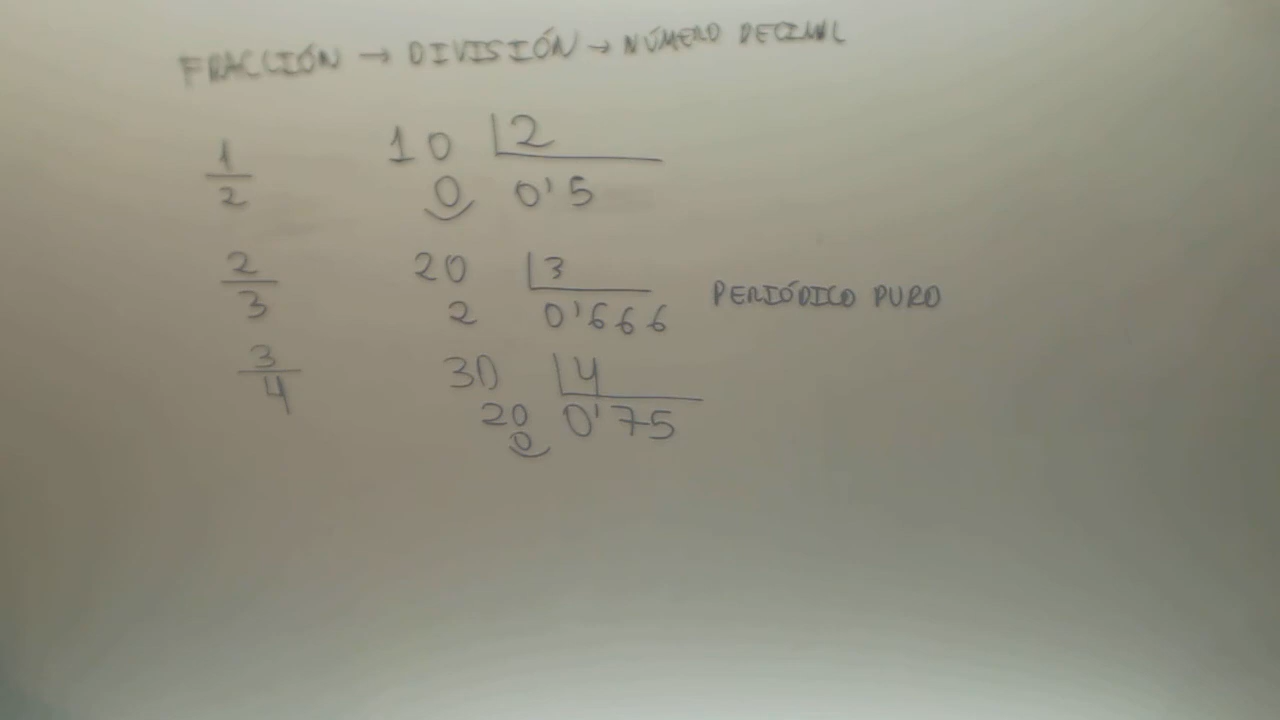 FRACCIÓN → DIVISIÓN → NÚMERO DECIMAL
1/2 10 |2
0 0'5
2/3 20 |3
2 0'666 PERIÓDICO PURO
3/4 30 |4
20 0'75
0